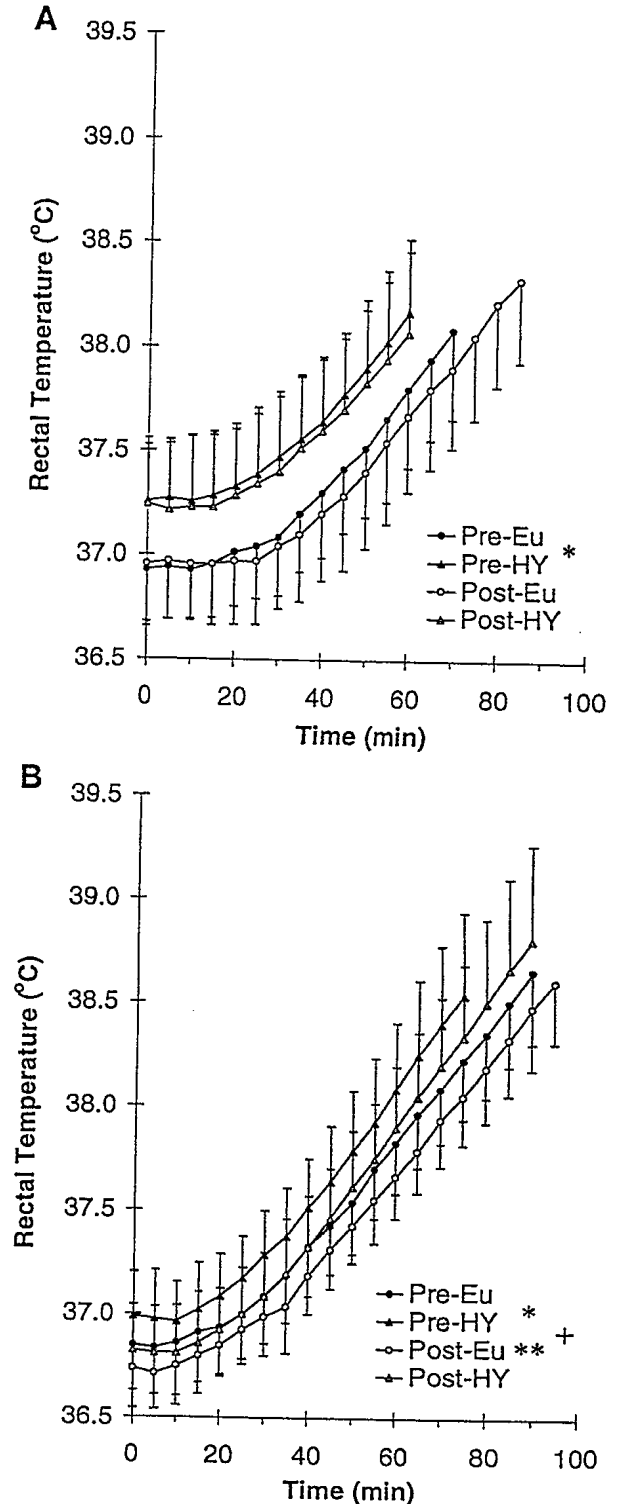 A
39.5
39.0
38.5
38.0
37.5
37.0
36.5
Rectal Temperature (°C)
Pre-Eu
Pre-HY *
Post-Eu
Post-HY
0 20 40 60 80 100
Time (min)
B
39.5
39.0
38.5
38.0
37.5
37.0
36.5
Rectal Temperature (°C)
Pre-Eu
Pre-HY *
Post-Eu ** +
Post-HY
0 20 40 60 80 100
Time (min)